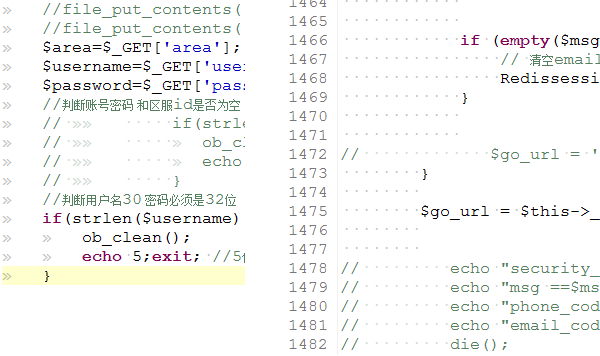 //file_put_contents(
//file_put_contents(
$area=$_GET['area'];
$username=$_GET['user
$password=$_GET['pass
//判断账号密码 和区服id是否为空
// if(strlen
// ob_cl
// echo
// }
//判断用户名30 密码必须是32位
if(strlen($username)
ob_clean();
echo 5;exit; //5
}
1464
1465
1466 if (empty($msg
1467 // 清空email
1468 Redissessi
1469 }
1470
1471
1472 // $go_url = '
1473 }
1474
1475 $go_url = $this->_
1476
1477
1478 // echo "security_
1479 // echo "msg ==$ms
1480 // echo "phone_cod
1481 // echo "email_cod
1482 // die();